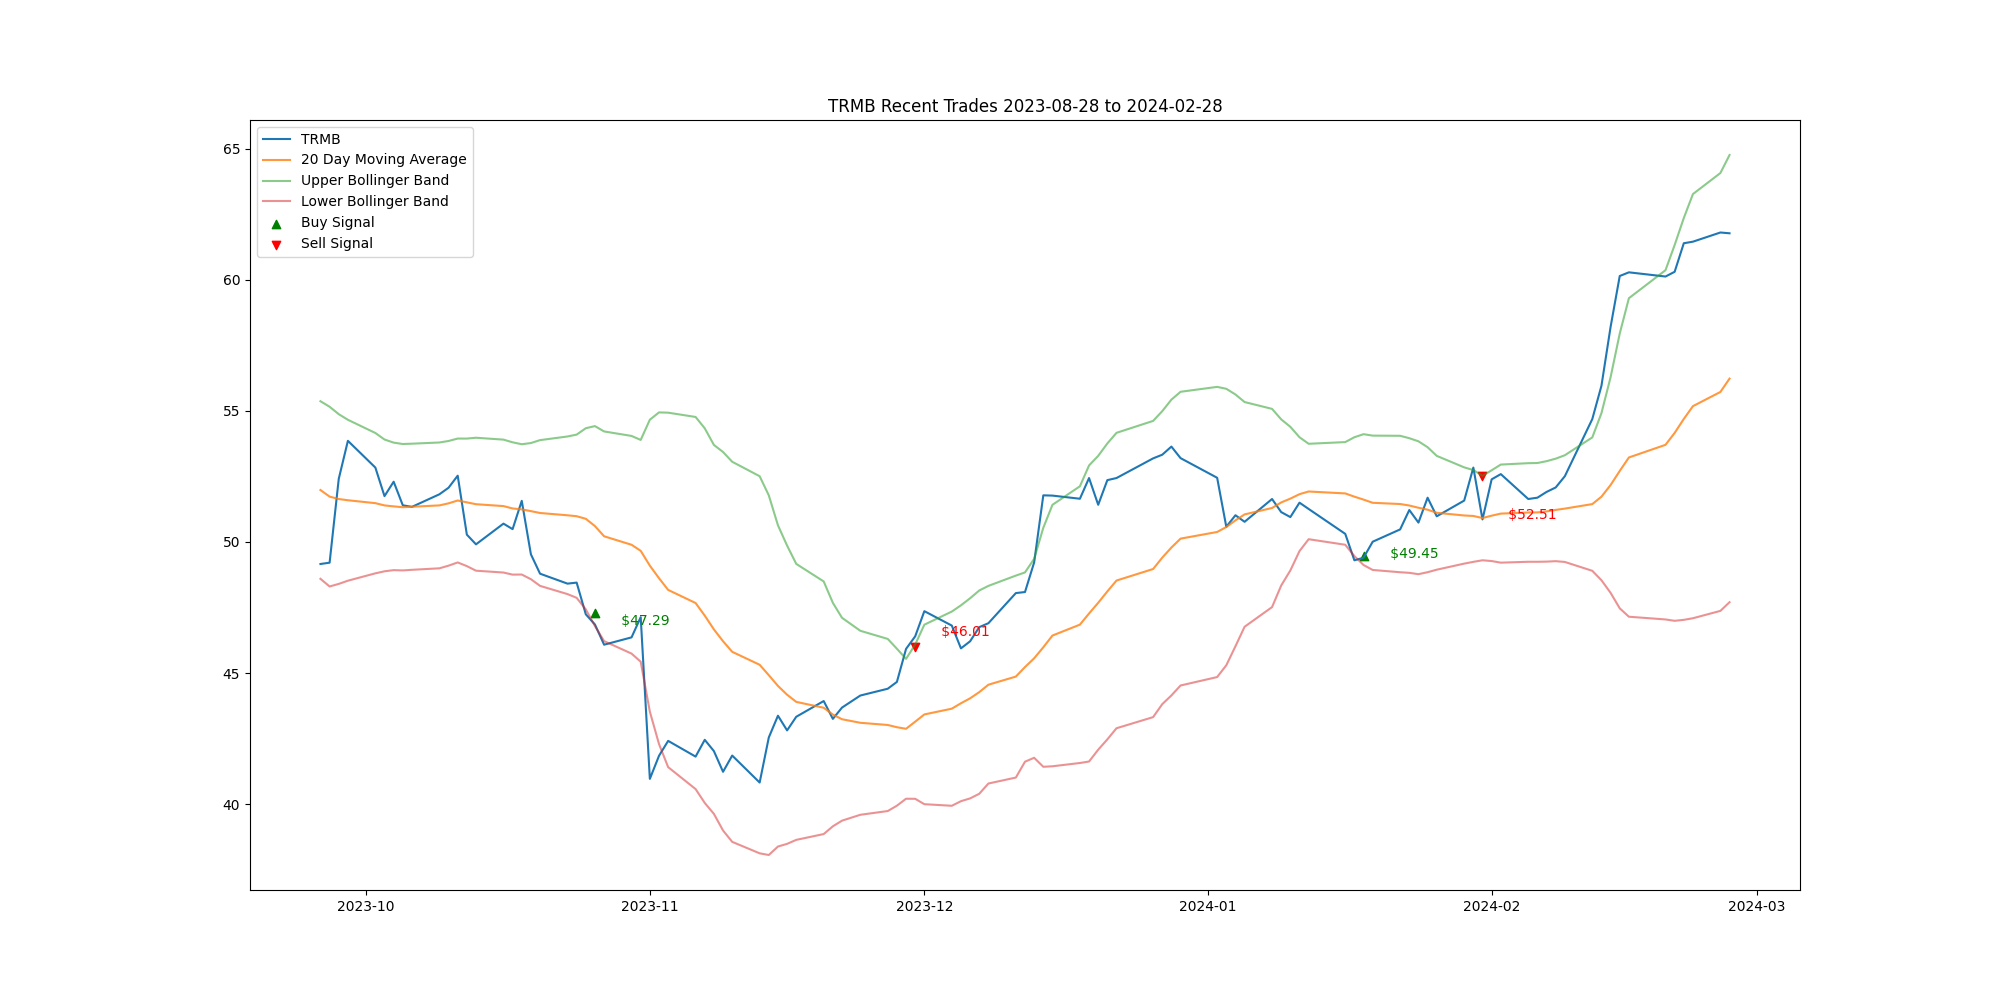 TRMB Recent Trades 2023-08-28 to 2024-02-28
TRMB
20 Day Moving Average
Upper Bollinger Band
Lower Bollinger Band
Buy Signal
Sell Signal
65
60
55
50
45
40
$47.29
$46.01
$49.45
$52.51
2023-10
2023-11
2023-12
2024-01
2024-02
2024-03